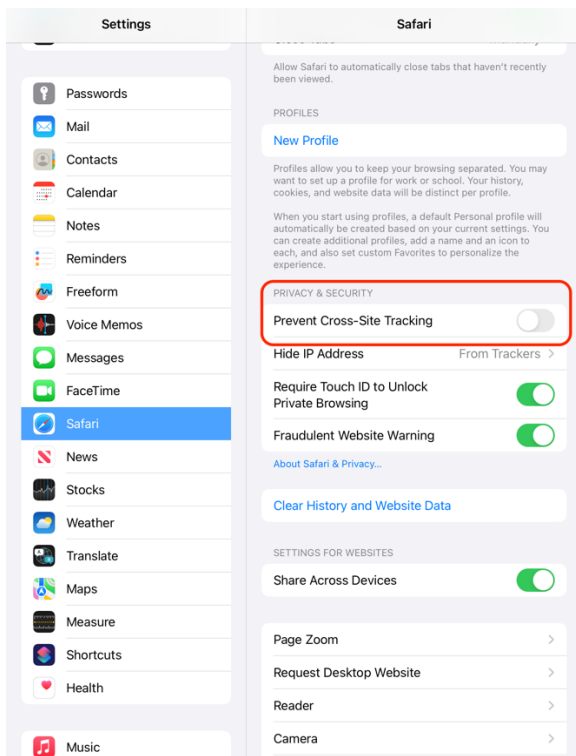 Settings
Passwords
Mail
Contacts
Calendar
Notes
Reminders
Freeform
Voice Memos
Messages
FaceTime
Safari
News
Stocks
Weather
Translate
Maps
Measure
Shortcuts
Health
Music
Safari
Allow Safari to automatically close tabs that haven't recently
been viewed.
PROFILES
New Profile
Profiles allow you to keep your browsing separated. You may
want to set up a profile for work or school. Your history,
cookies, and website data will be distinct per profile.
When you start using profiles, a default Personal profile will
automatically be created based on your current settings. You
can create additional profiles, add a name and an icon to
each, and also set custom Favorites to personalize the
experience.
PRIVACY & SECURITY
Prevent Cross-Site Tracking
Hide IP Address From Trackers
Require Touch ID to Unlock
Private Browsing
Fraudulent Website Warning
About Safari & Privacy...
Clear History and Website Data
SETTINGS FOR WEBSITES
Share Across Devices
Page Zoom
Request Desktop Website
Reader
Camera